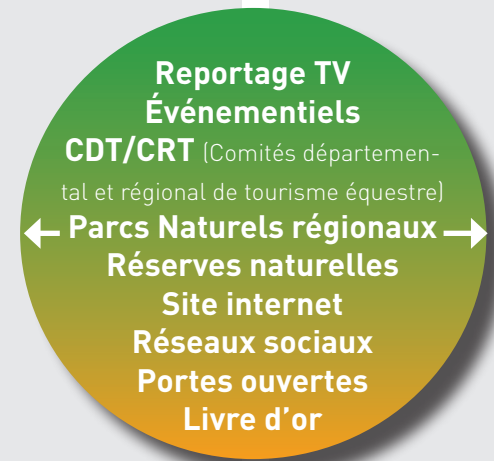 Reportage TV
Événementiels
CDT/CRT (Comités départemen-
tal et régional de tourisme équestre)
Parcs Naturels régionaux
Réserves naturelles
Site internet
Réseaux sociaux
Portes ouvertes
Livre d'or